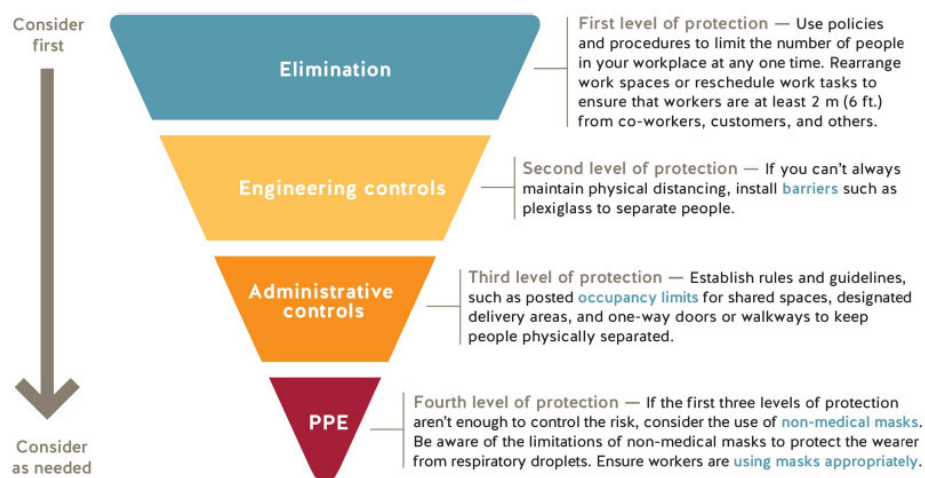 Consider
first
Elimination
First level of protection — Use policies
and procedures to limit the number of people
in your workplace at any one time. Rearrange
work spaces or reschedule work tasks to
ensure that workers are at least 2 m (6 ft.)
from co-workers, customers, and others.
Engineering controls
Second level of protection — If you can't always
maintain physical distancing, install barriers such as
plexiglass to separate people.
Administrative
controls
Third level of protection — Establish rules and guidelines,
such as posted occupancy limits for shared spaces, designated
delivery areas, and one-way doors or walkways to keep
people physically separated.
PPE
Fourth level of protection — If the first three levels of protection
aren't enough to control the risk, consider the use of non-medical masks.
Be aware of the limitations of non-medical masks to protect the wearer
from respiratory droplets. Ensure workers are using masks appropriately.
Consider
as needed